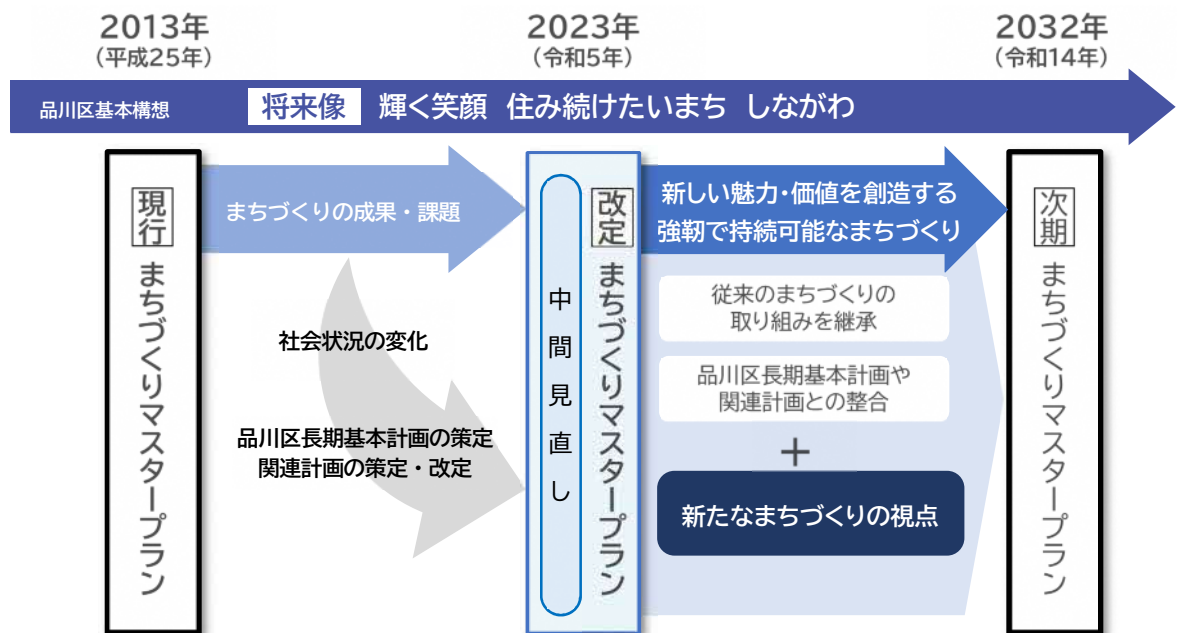 2013年
(平成25年)
2023年
(令和5年)
2032年
(令和14年)
品川区基本構想
将来像
輝く笑顔 住み続けたいまち しながわ
現行
まちづくりマスタープラン
まちづくりの成果・課題
社会状況の変化
品川区長期基本計画の策定
関連計画の策定・改定
中間見直し
改定
まちづくりマスタープラン
新しい魅力・価値を創造する
強靭で持続可能なまちづくり
従来のまちづくりの
取り組みを継承
品川区長期基本計画や
関連計画との整合
+
新たなまちづくりの視点
次期
まちづくりマスタープラン